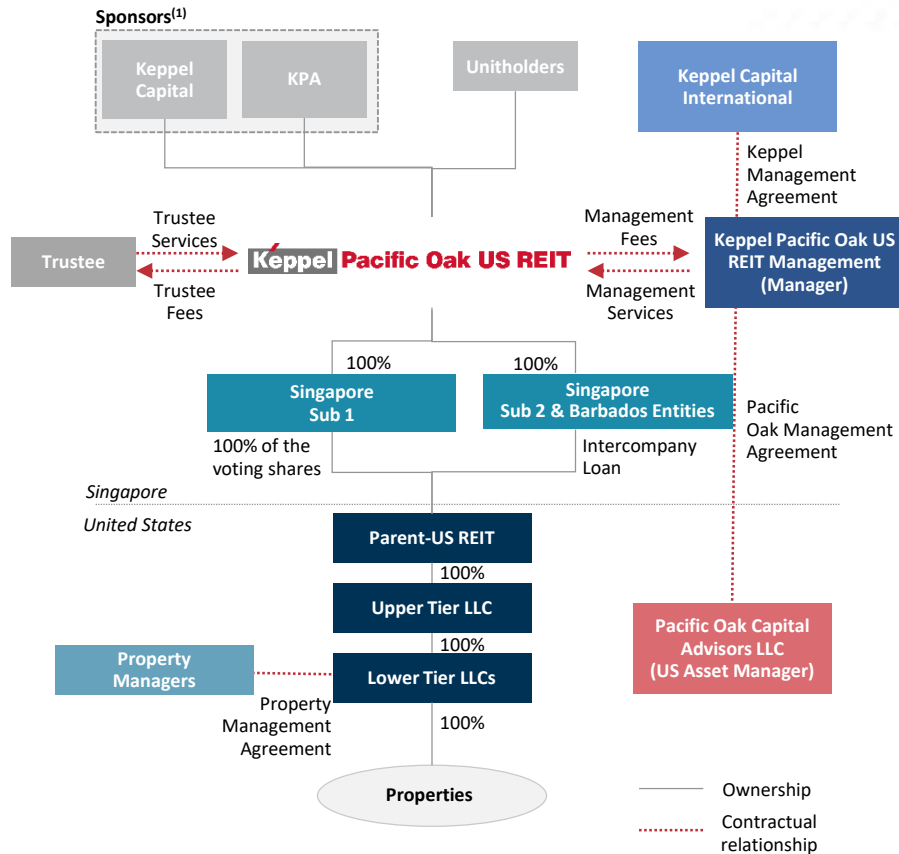 Sponsors(1)
Keppel
Capital
KPA
Unitholders
Keppel Capital
International
Keppel
Management
Agreement
Trustee
Services
Management
Fees
Trustee
Keppel Pacific Oak US REIT
Keppel Pacific Oak US
REIT Management
(Manager)
Trustee
Fees
Management
Services
100%
100%
Singapore
Sub 1
Singapore
Sub 2 & Barbados Entities
Pacific
Oak Management
Agreement
100% of the
voting shares
Intercompany
Loan
Singapore
United States
Parent-US REIT
100%
Upper Tier LLC
100%
Lower Tier LLCs
Property
Managers
Property
Management
Agreement
100%
Pacific Oak Capital
Advisors LLC
(US Asset Manager)
Properties
Ownership
Contractual
relationship